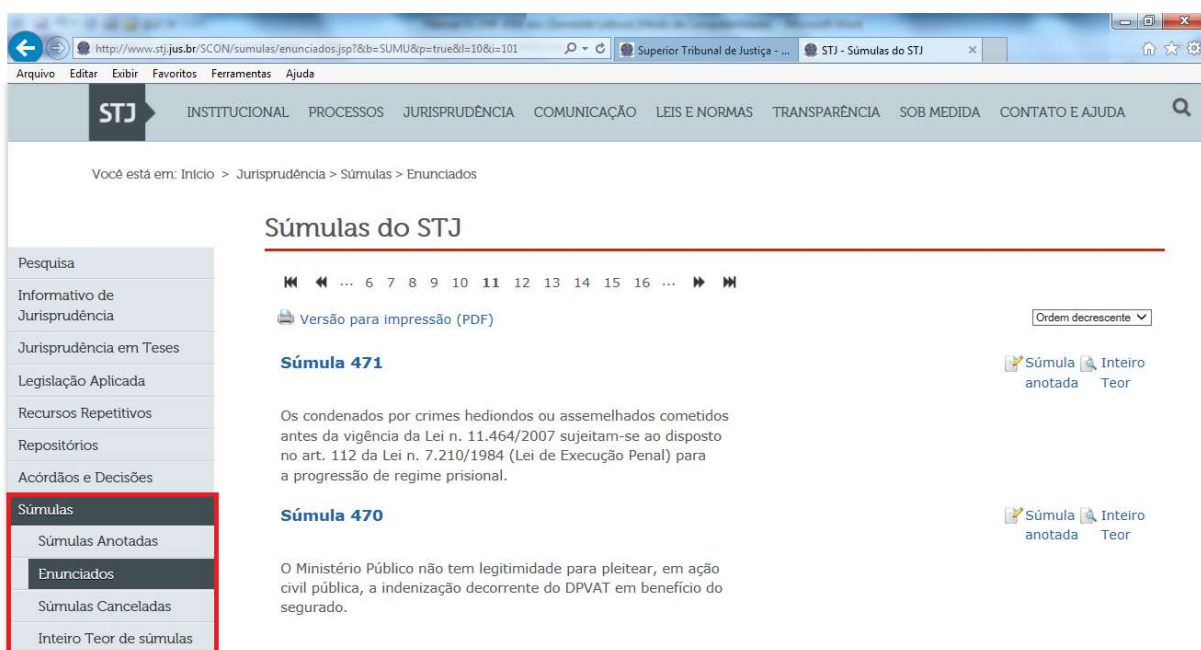 http://www.stj.jus.br/SCON/sumulas/enunciados.jsp?&b=SUMU&p=true&l=10&i=101
Superior Tribunal de Justiça - ...
STJ - Súmulas do STJ
Arquivo Editar Exibir Favoritos Ferramentas Ajuda
STJ INSTITUCIONAL PROCESSOS JURISPRUDÊNCIA COMUNICAÇÃO LEIS E NORMAS TRANSPARÊNCIA SOB MEDIDA CONTATO E AJUDA
Você está em: Início > Jurisprudência > Súmulas > Enunciados
Súmulas do STJ
Pesquisa
Informativo de
Jurisprudência
Jurisprudência em Teses
Legislação Aplicada
Recursos Repetitivos
Repositórios
Acórdãos e Decisões
Súmulas
Súmulas Anotadas
Enunciados
Súmulas Canceladas
Inteiro Teor de súmulas
... 6 7 8 9 10 11 12 13 14 15 16 ...
Versão para impressão (PDF)
Ordem decrescente
Súmula 471
Súmula anotada
Inteiro Teor
Os condenados por crimes hediondos ou assemelhados cometidos
antes da vigência da Lei n. 11.464/2007 sujeitam-se ao disposto
no art. 112 da Lei n. 7.210/1984 (Lei de Execução Penal) para
a progressão de regime prisional.
Súmula 470
Súmula anotada
Inteiro Teor
O Ministério Público não tem legitimidade para pleitear, em ação
civil pública, a indenização decorrente do DPVAT em benefício do
segurado.